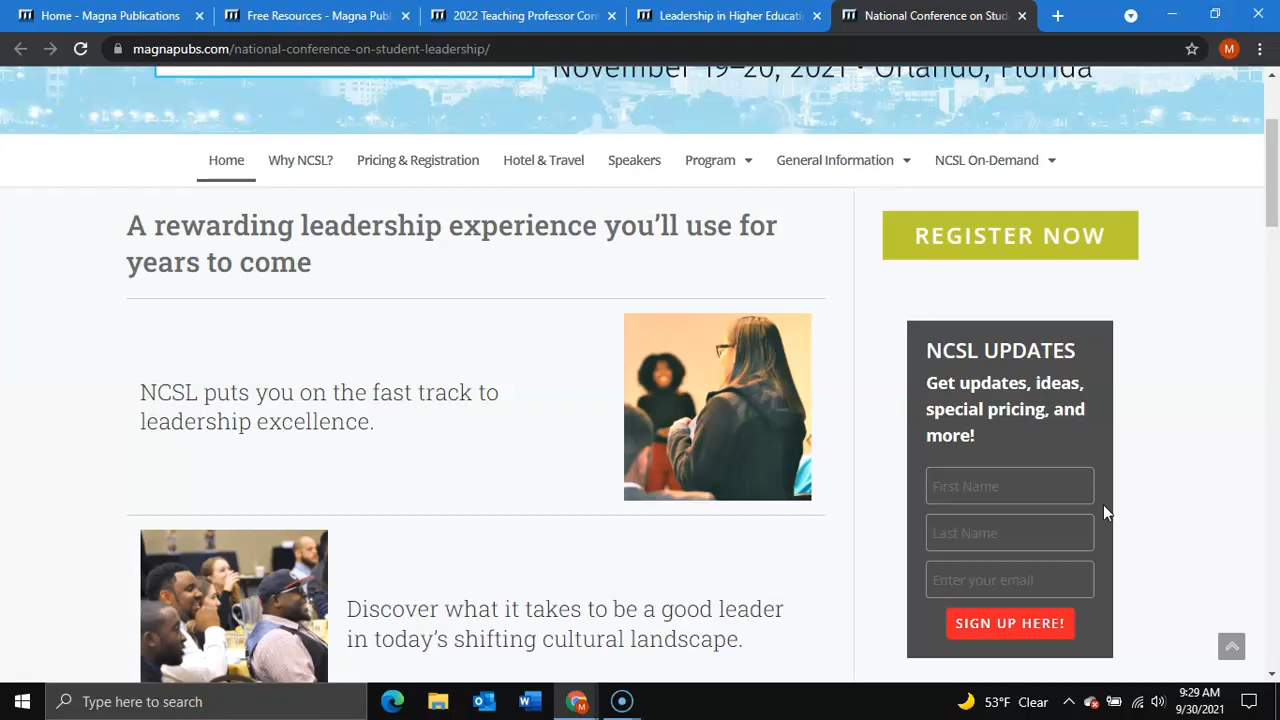 Home - Magna Publications
Free Resources - Magna Publ
2022 Teaching Professor Con
Leadership in Higher Educati
National Conference on Stud
magnapubs.com/national-conference-on-student-leadership/
M
November 19–20, 2021 • Orlando, Florida
Home
Why NCSL?
Pricing & Registration
Hotel & Travel
Speakers
Program
General Information
NCSL On-Demand
A rewarding leadership experience you’ll use for
years to come
REGISTER NOW
NCSL puts you on the fast track to
leadership excellence.
NCSL UPDATES
Get updates, ideas,
special pricing, and
more!
First Name
Last Name
Enter your email
SIGN UP HERE!
Discover what it takes to be a good leader
in today’s shifting cultural landscape.
Type here to search
53°F Clear
9:29 AM
9/30/2021